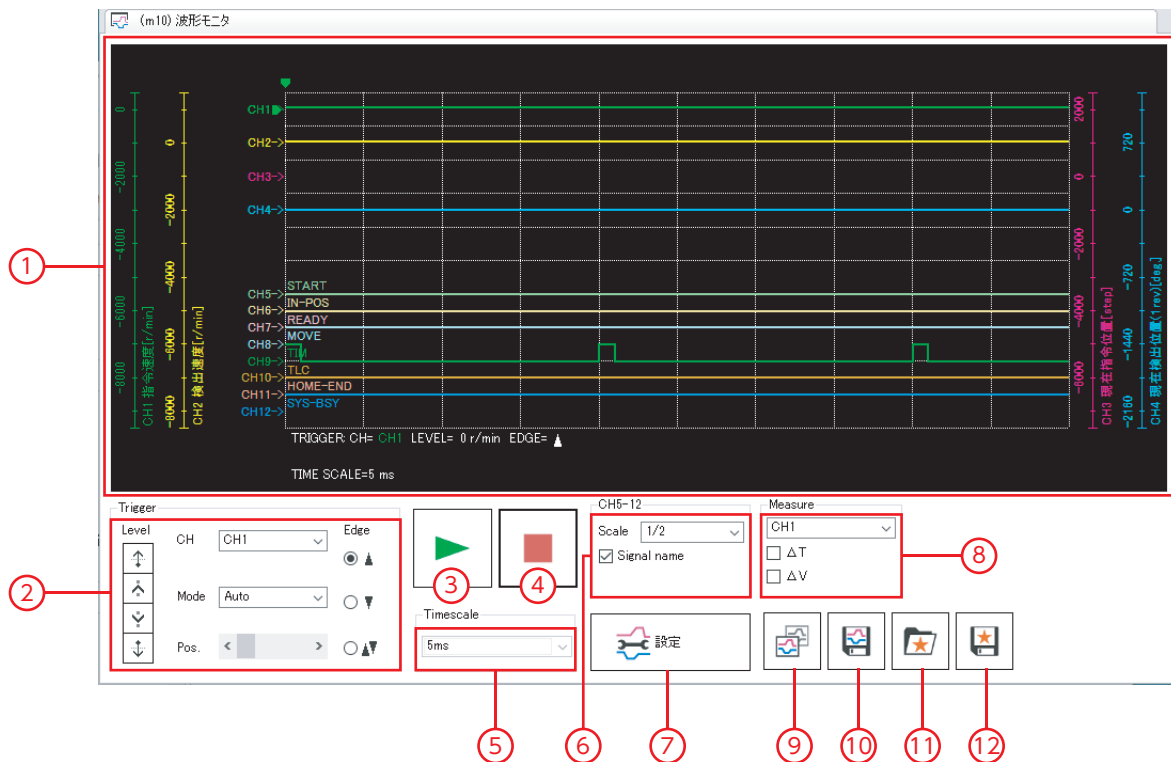 (m10) 波形モニタ
0
-2000
-4000
-6000
-8000
CH1 指令速度[r/min]
0
-2000
-4000
-6000
-8000
CH2 検出速度[r/min]
CH1
CH2->
CH3->
CH4->
CH5->
START
CH6->
IN-POS
CH7->
READY
CH8->
MOVE
CH9->
TIM
CH10->
TLC
CH11->
HOME-END
CH12->
SYS-BSY
2000
0
-2000
-4000
-6000
CH3 現在指令位置[step]
720
0
-720
-1440
-2160
CH4 現在検出位置(1rev)[deg]
TRIGGER: CH= CH1 LEVEL= 0 r/min EDGE=
TIME SCALE=5 ms
1
Trigger
Level
CH
CH1
Edge
Mode
Auto
Pos.
2
3
4
Timescale
5ms
5
CH5-12
Scale
1/2
Signal name
6
設定
7
Measure
CH1
ΔT
ΔV
8
9
10
11
12